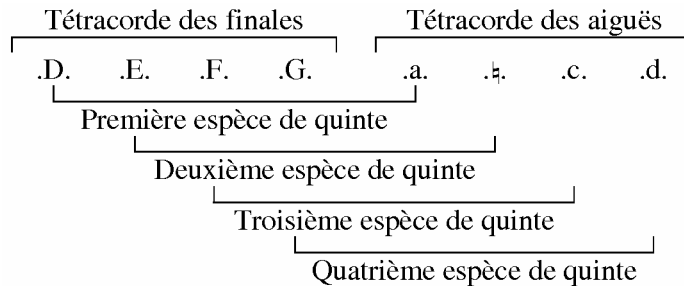 Tétracorde des finales Tétracorde des aiguës
.D. .E. .F. .G. .a. .♮. .c. .d.
Première espèce de quinte
Deuxième espèce de quinte
Troisième espèce de quinte
Quatrième espèce de quinte